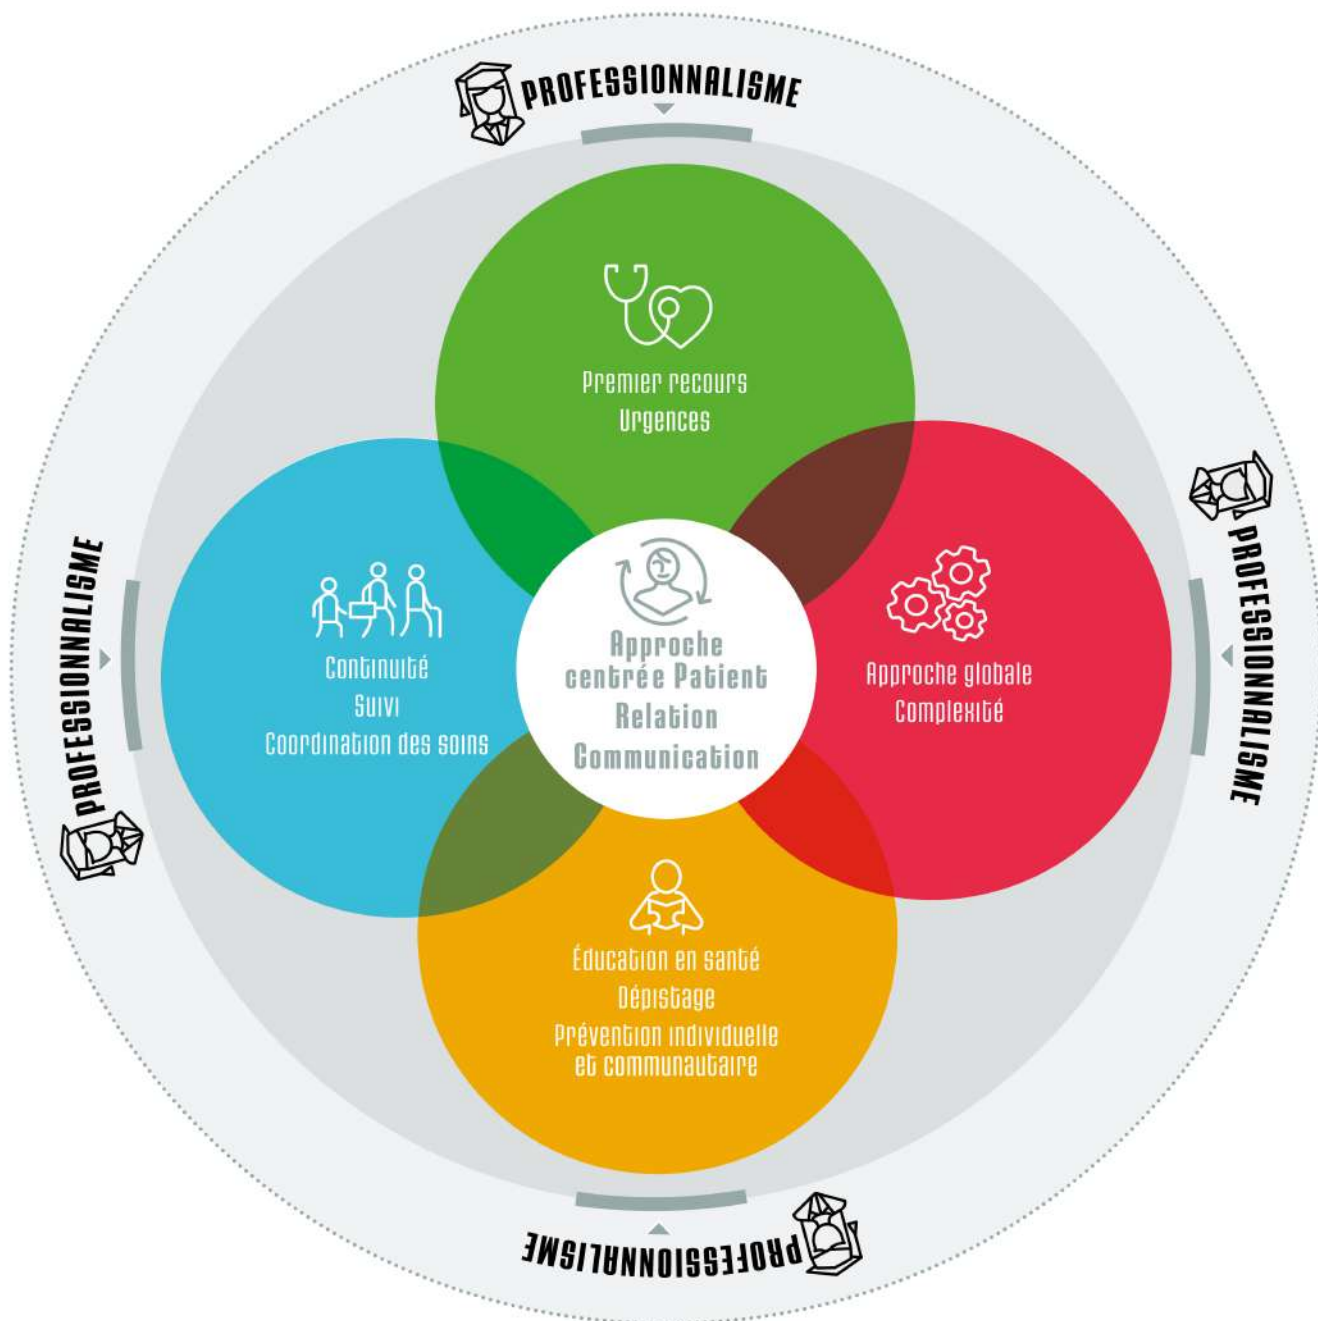 PROFESSIONNALISME
Premier recours
Urgences
PROFESSIONNALISME
Continuité
Suivi
Coordination des soins
Approche
centrée Patient
Relation
Communication
Approche globale
Complexité
PROFESSIONNALISME
Éducation en santé
Dépistage
Prévention individuelle
et communautaire
PROFESSIONNALISME